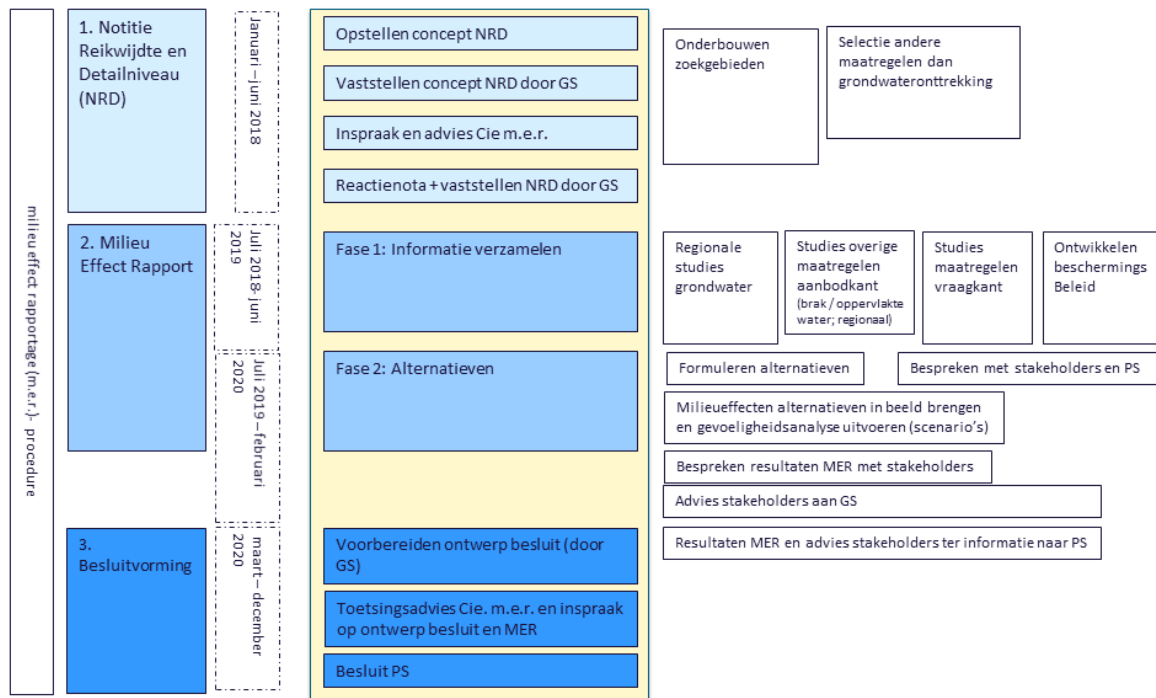 milieu effect rapportage (m.e.r.)- procedure
1. Notitie
Reikwijdte en
Detailniveau
(NRD)
Januari – juni 2018
Opstellen concept NRD
Vaststellen concept NRD door GS
Inspraak en advies Cie m.e.r.
Reactienota + vaststellen NRD door GS
Onderbouwen
zoekgebieden
Selectie andere
maatregelen dan
grondwateronttrekking
2. Milieu
Effect Rapport
Juli 2018- juni
2019
Fase 1: Informatie verzamelen
Regionale
studies
grondwater
Studies overige
maatregelen
aanbodkant
(brak / oppervlakte
water; regionaal)
Studies
maatregelen
vraagkant
Ontwikkelen
beschermings
Beleid
Juli 2019 – februari
2020
Fase 2: Alternatieven
Formuleren alternatieven
Bespreken met stakeholders en PS
Milieueffecten alternatieven in beeld brengen
en gevoeligheidsanalyse uitvoeren (scenario's)
Bespreken resultaten MER met stakeholders
Advies stakeholders aan GS
3.
Besluitvorming
maart – december
2020
Voorbereiden ontwerp besluit (door
GS)
Resultaten MER en advies stakeholders ter informatie naar PS
Toetsingsadvies Cie. m.e.r. en inspraak
op ontwerp besluit en MER
Besluit PS